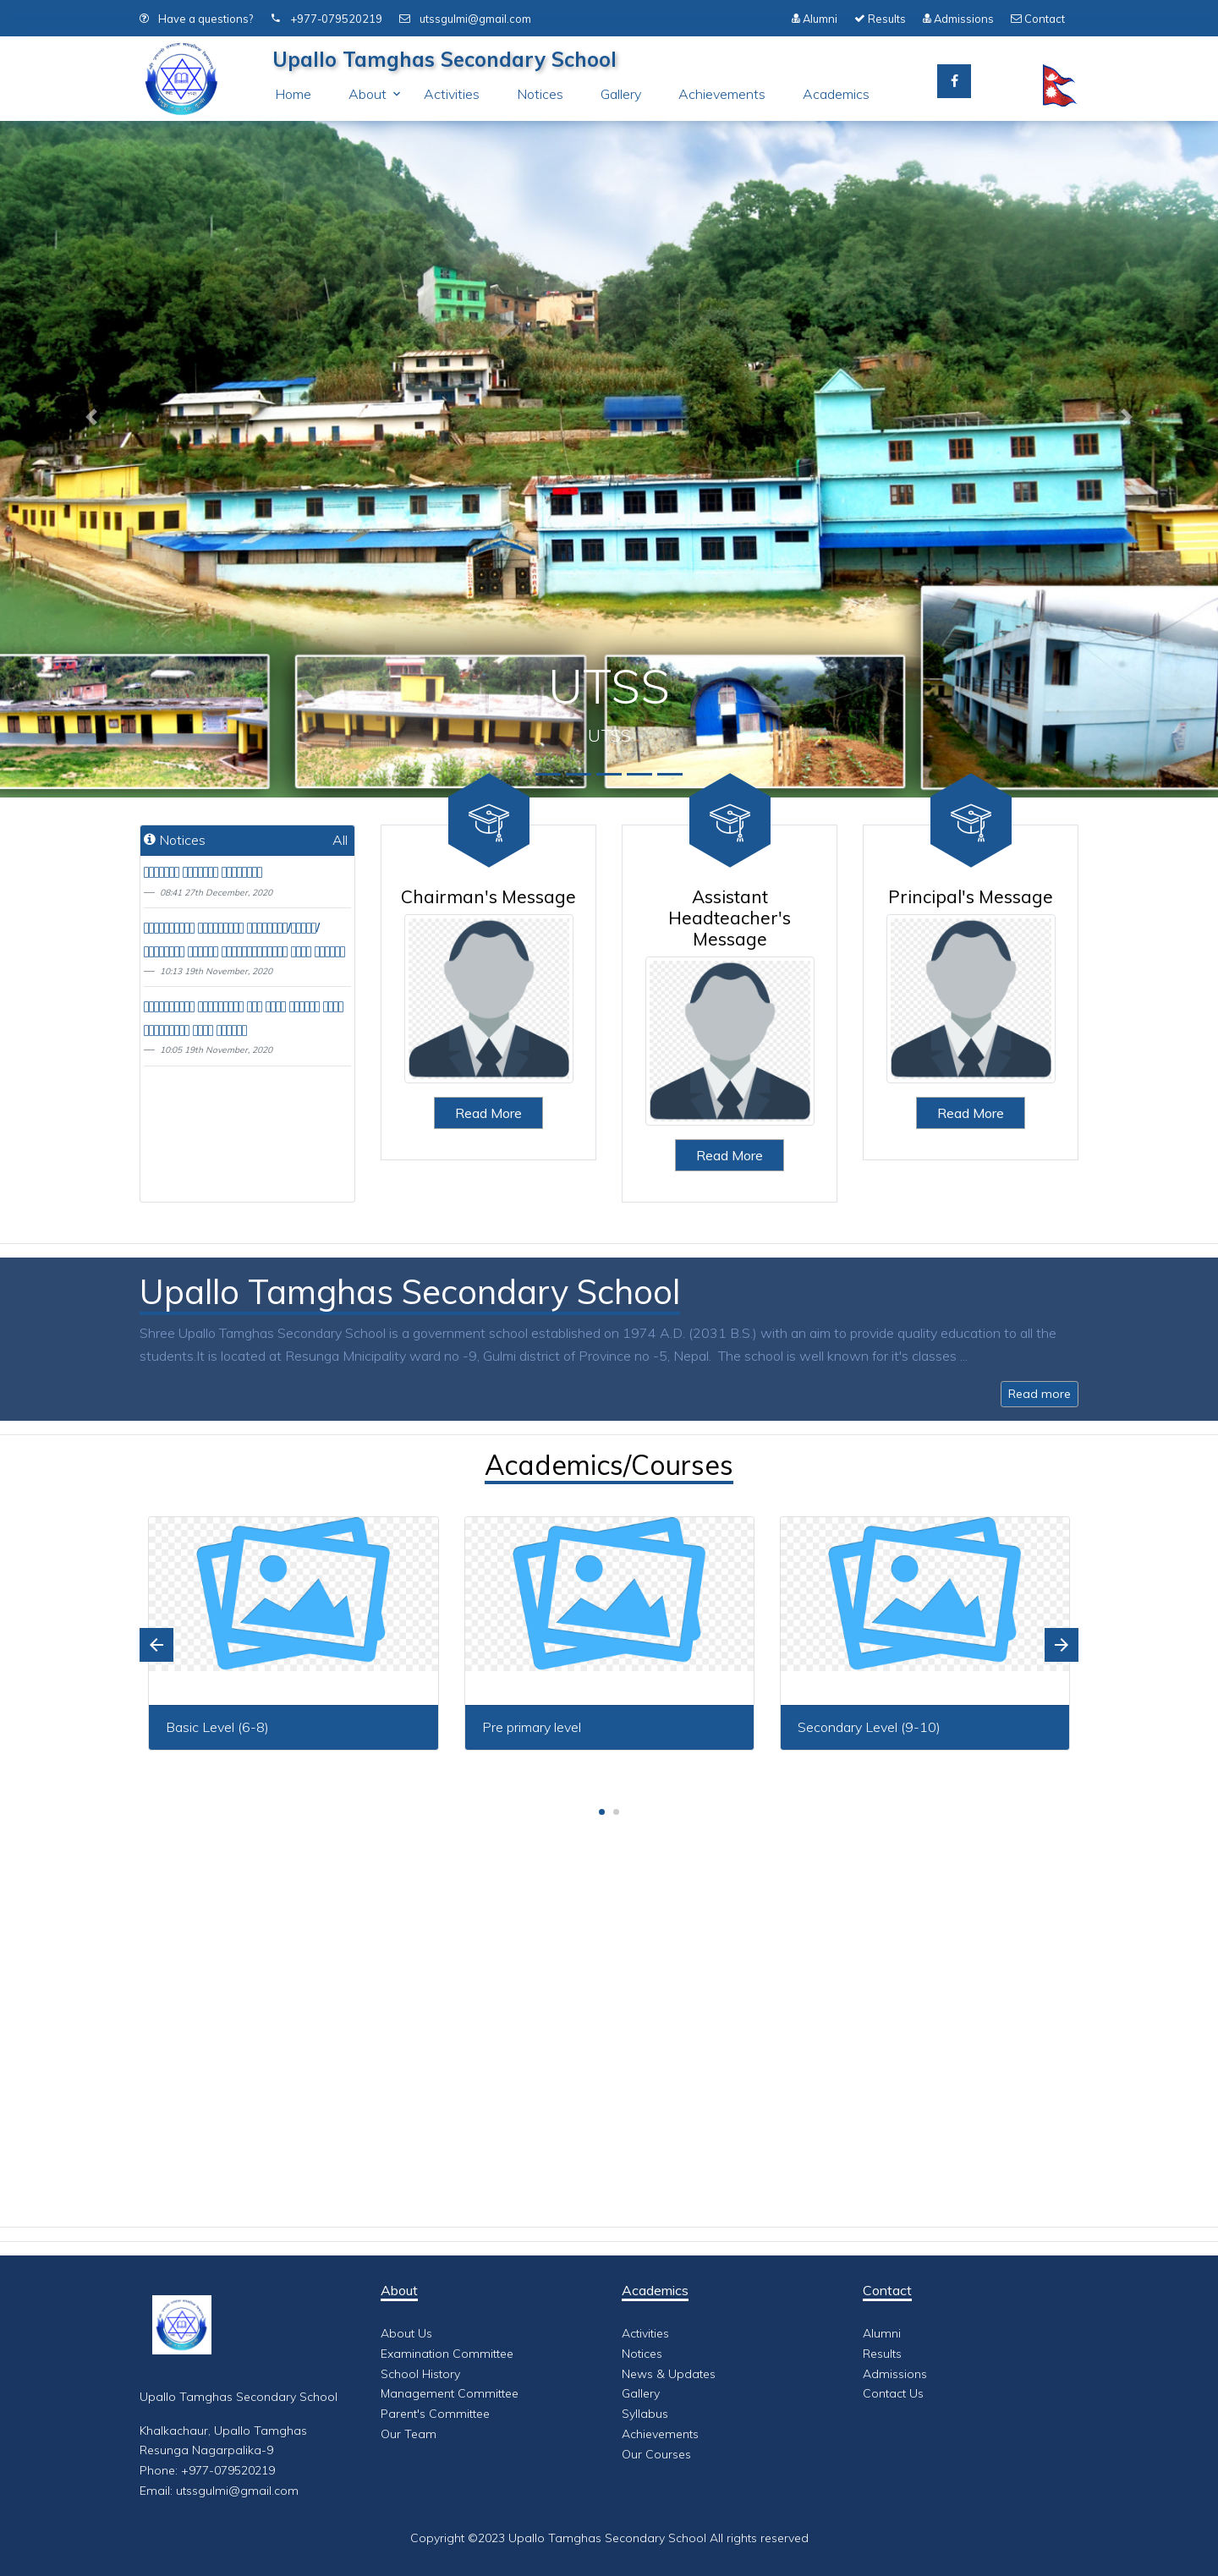 Have a questions? +977-079520219 utssgulmi@gmail.com Alumni Results Admissions Contact
Upallo Tamghas Secondary School
Home About Activities Notices Gallery Achievements Academics
UTSS
UTSS
Notices All
08:41 27th December, 2020
10:13 19th November, 2020
10:05 19th November, 2020
Chairman's Message
Read More
Assistant
Headteacher's
Message
Read More
Principal's Message
Read More
Upallo Tamghas Secondary School
Shree Upallo Tamghas Secondary School is a government school established on 1974 A.D. (2031 B.S.) with an aim to provide quality education to all the
students.It is located at Resunga Mnicipality ward no -9, Gulmi district of Province no -5, Nepal. The school is well known for it's classes ...
Read more
Academics/Courses
Basic Level (6-8)
Pre primary level
Secondary Level (9-10)
Upallo Tamghas Secondary School
Khalkachaur, Upallo Tamghas
Resunga Nagarpalika-9
Phone: +977-079520219
Email: utssgulmi@gmail.com
About
About Us
Examination Committee
School History
Management Committee
Parent's Committee
Our Team
Academics
Activities
Notices
News & Updates
Gallery
Syllabus
Achievements
Our Courses
Contact
Alumni
Results
Admissions
Contact Us
Copyright ©2023 Upallo Tamghas Secondary School All rights reserved